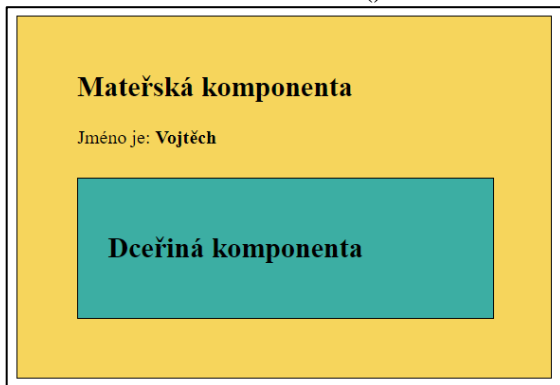 ()
Mateřská komponenta
Jméno je: Vojtěch
Dceřiná komponenta